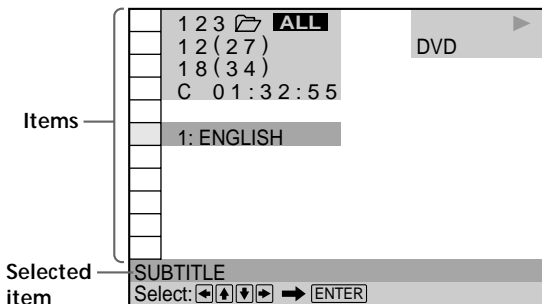 123 ALL
12(27)
18(34)
C 01:32:55
DVD
Items
1: ENGLISH
Selected item
SUBTITLE
Select: ENTER